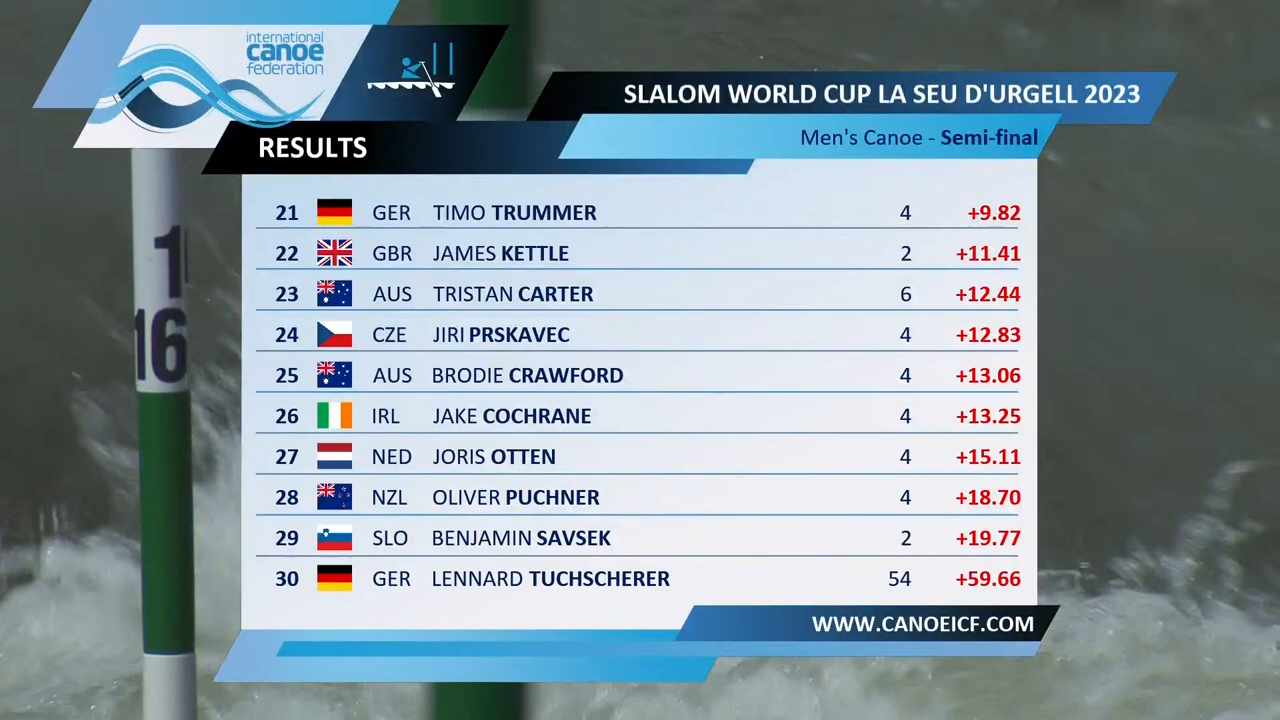 international
canoe
federation
SLALOM WORLD CUP LA SEU D'URGELL 2023
Men's Canoe - Semi-final
RESULTS
21 GER TIMO TRUMMER 4 +9.82
22 GBR JAMES KETTLE 2 +11.41
23 AUS TRISTAN CARTER 6 +12.44
24 CZE JIRI PRSKAVEC 4 +12.83
25 AUS BRODIE CRAWFORD 4 +13.06
26 IRL JAKE COCHRANE 4 +13.25
27 NED JORIS OTTEN 4 +15.11
28 NZL OLIVER PUCHNER 4 +18.70
29 SLO BENJAMIN SAVSEK 2 +19.77
30 GER LENNARD TUCHSCHERER 54 +59.66
WWW.CANOEICF.COM
16